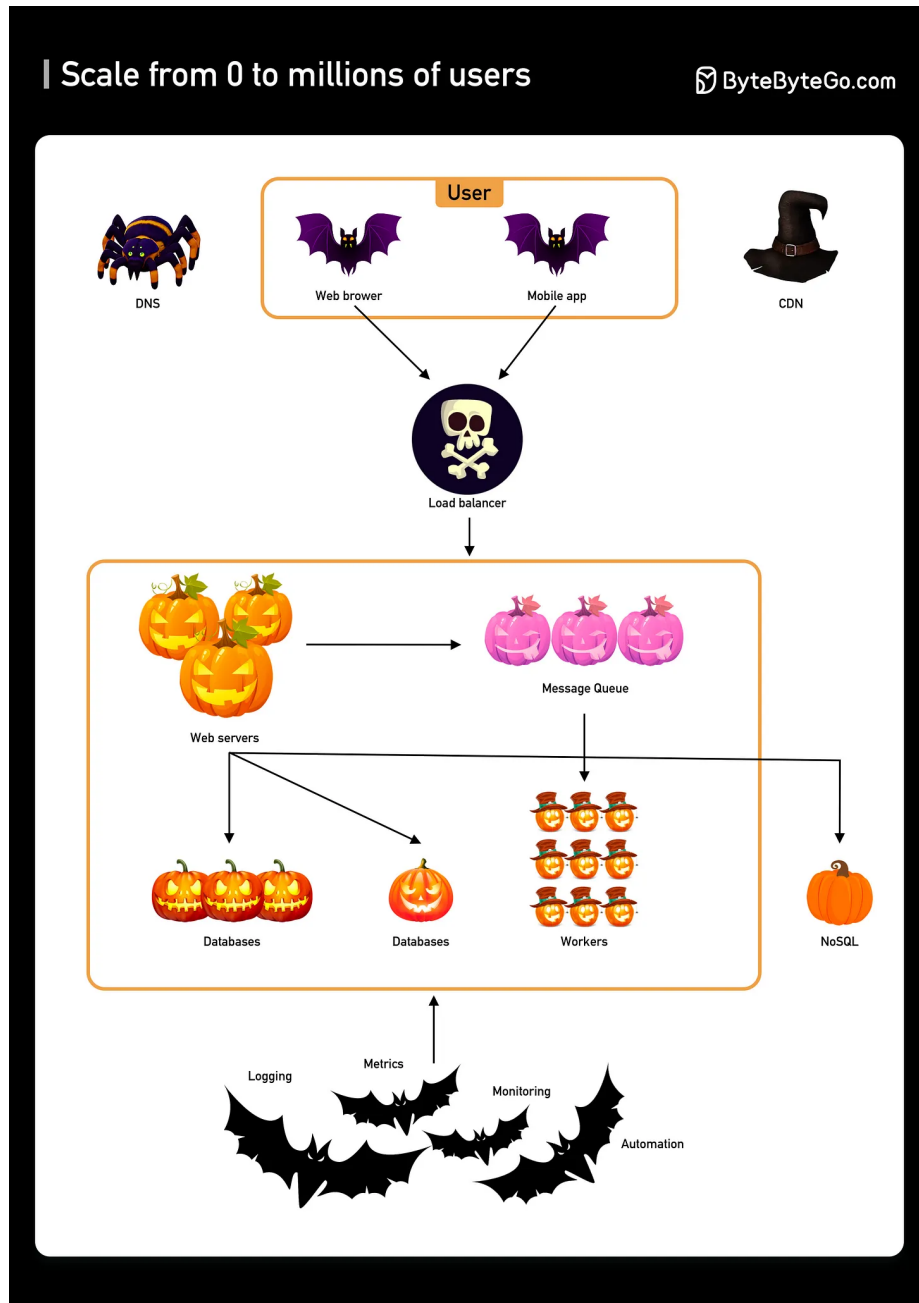 Scale from 0 to millions of users
ByteByteGo.com
User
DNS
Web brower
Mobile app
CDN
Load balancer
Message Queue
Web servers
Databases
Databases
Workers
NoSQL
Metrics
Logging
Monitoring
Automation